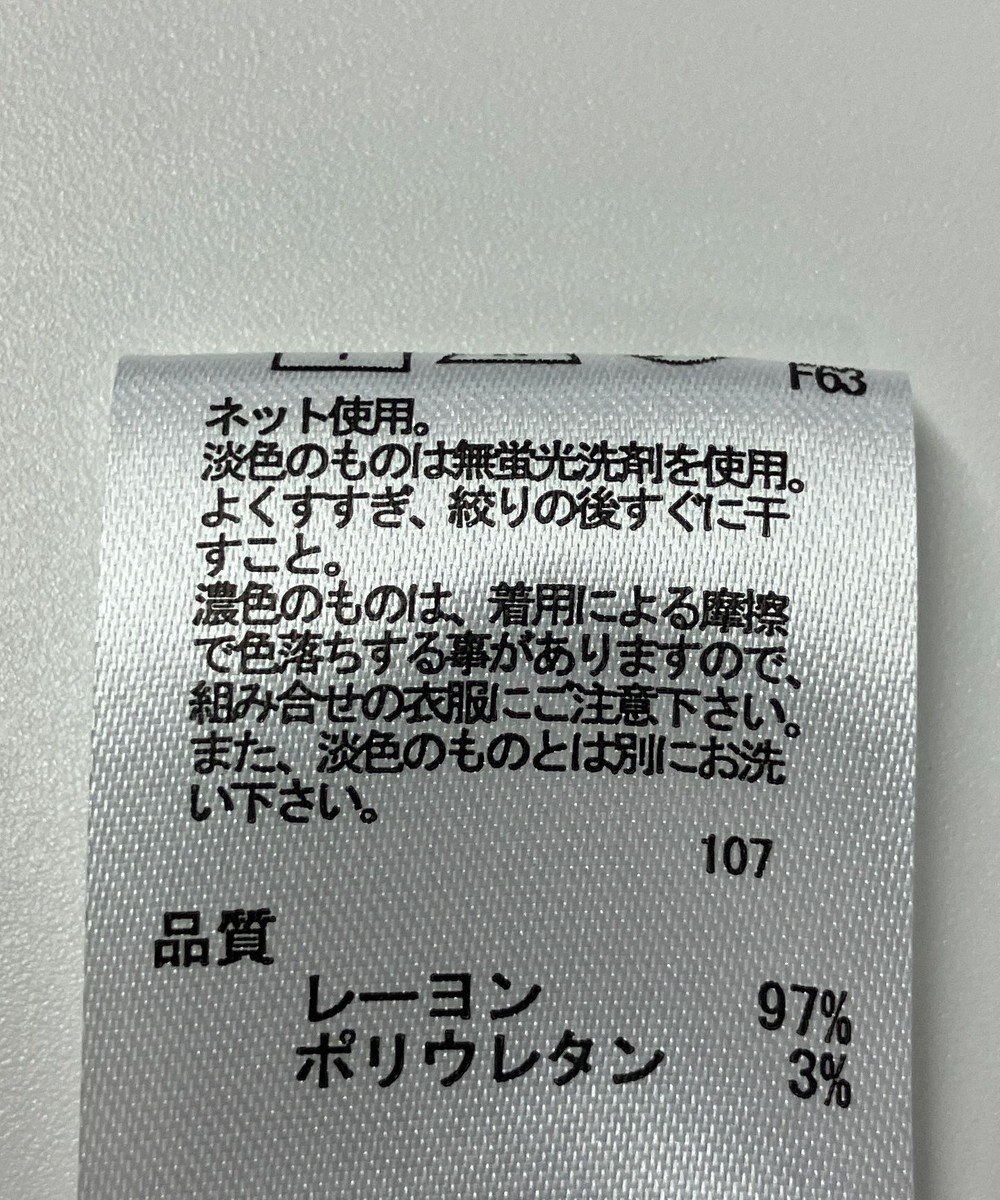 F63
ネット使用。
淡色のものは無蛍光洗剤を使用。
よくすすぎ、絞りの後すぐに干
すこと。
濃色のものは、着用による摩擦
で色落ちする事がありますので、
組み合せの衣服にご注意下さい。
また、淡色のものとは別にお洗
い下さい。
107
品質
レーヨン 97%
ポリウレタン 3%